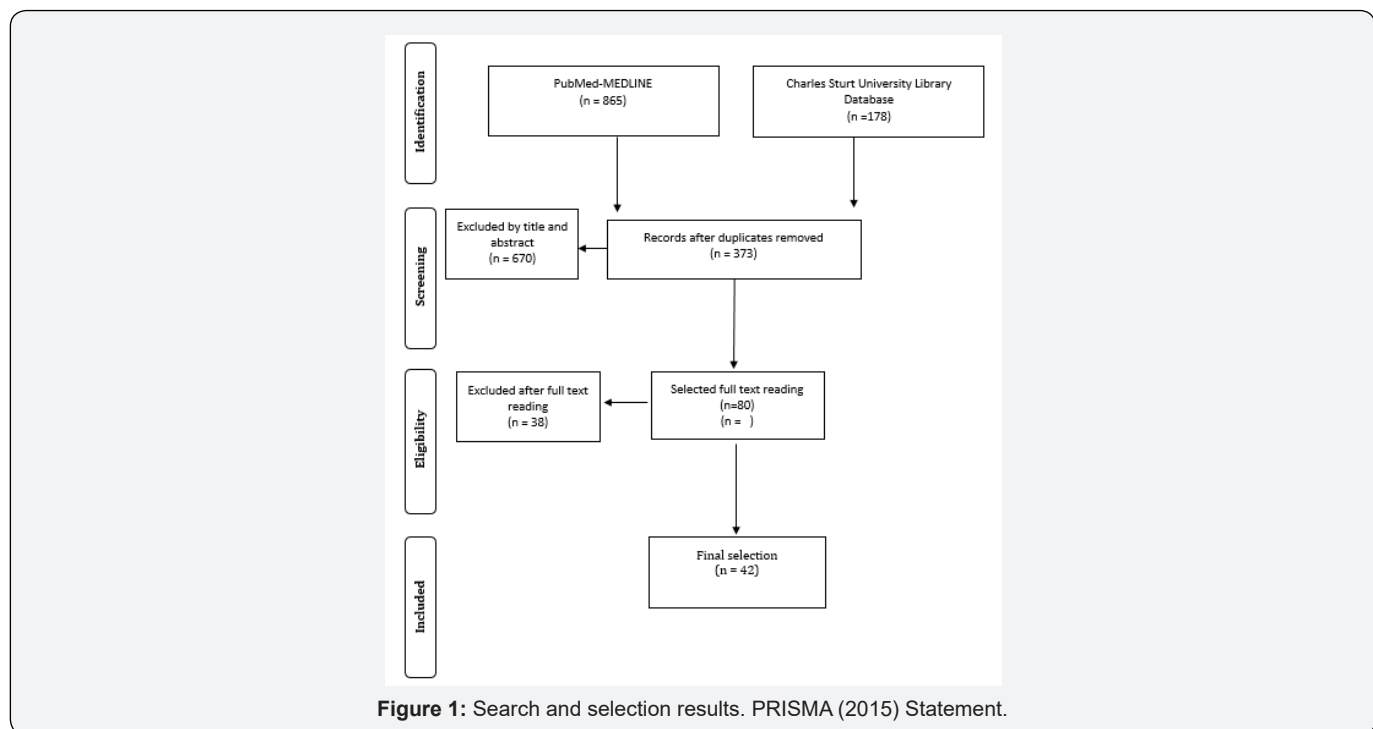 Identification
PubMed-MEDLINE
(n = 865)
Charles Sturt University Library
Database
(n =178)
Screening
Excluded by title and
abstract
(n = 670)
Records after duplicates removed
(n = 373)
Eligibility
Excluded after full text
reading
(n = 38)
Selected full text reading
(n=80)
(n =   )
Included
Final selection
(n = 42)
Figure 1: Search and selection results. PRISMA (2015) Statement.